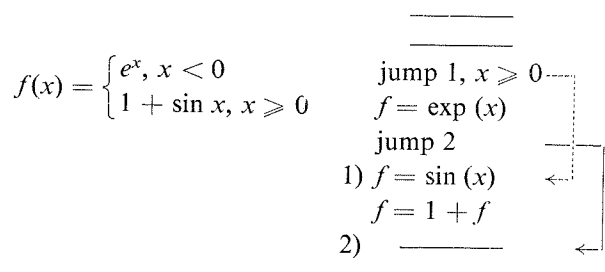 f(x) = { e^x, x < 0
1 + sin x, x ⩾ 0
jump 1, x ⩾ 0
f = exp (x)
jump 2
1) f = sin (x)
f = 1 + f
2)